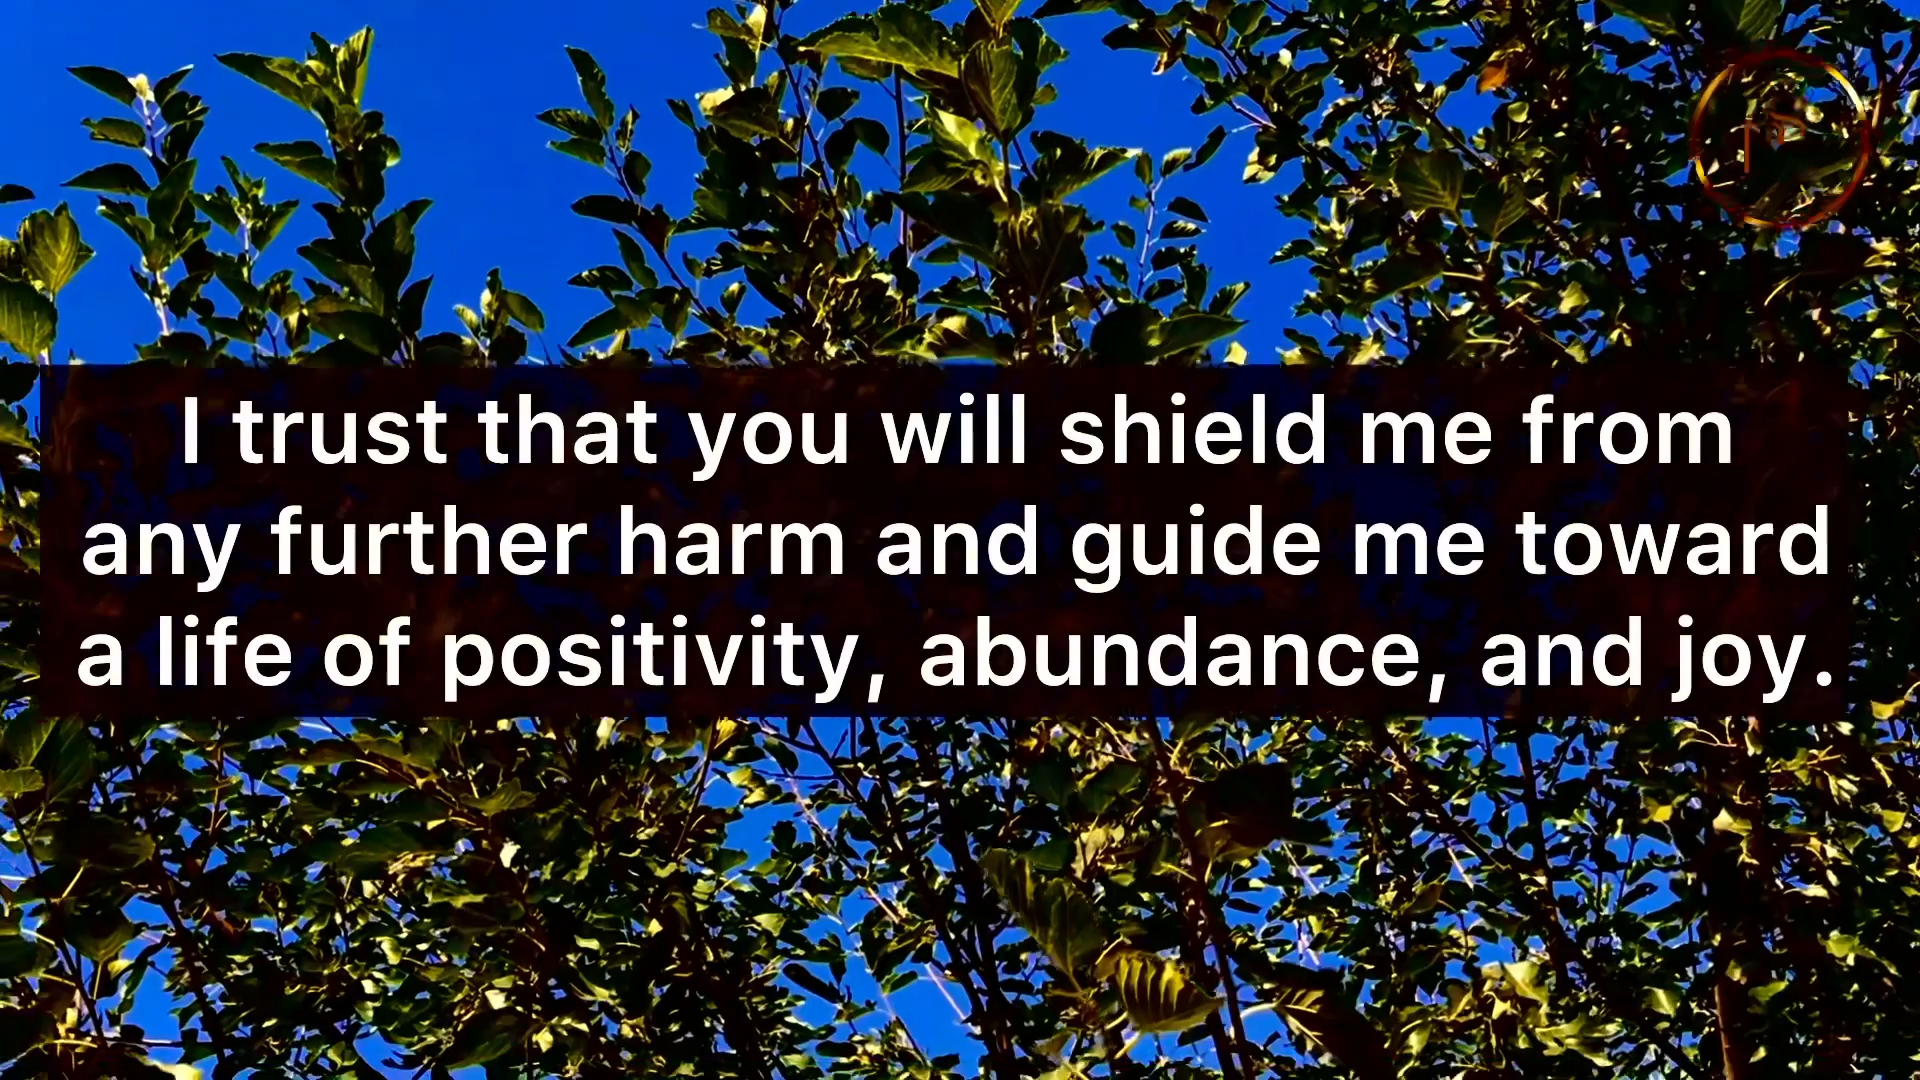 I trust that you will shield me from
any further harm and guide me toward
a life of positivity, abundance, and joy.